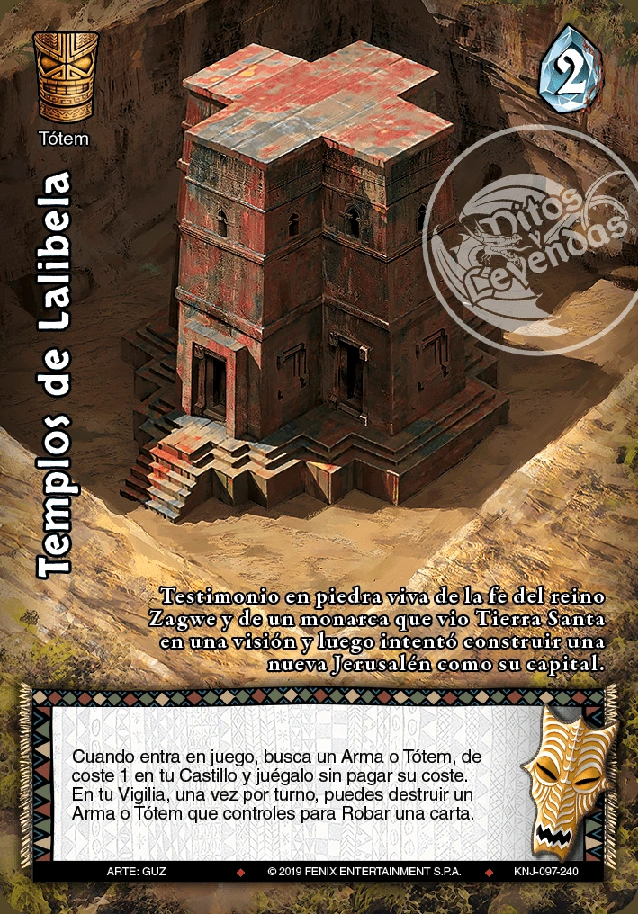 2
Tótem
Mitos
y
Leyendas
Templos de Lalibela
Testimonio en piedra viva de la fe del reino
Zagwe y de un monarca que vio Tierra Santa
en una visión y luego intentó construir una
nueva Jerusalén como su capital.
Cuando entra en juego, busca un Arma o Tótem, de
coste 1 en tu Castillo y juégalo sin pagar su coste.
En tu Vigilia, una vez por turno, puedes destruir un
Arma o Tótem que controles para Robar una carta.
ARTE: GUZ ♦ © 2019 FENIX ENTERTAINMENT S.P.A. ♦ KNJ-097-240